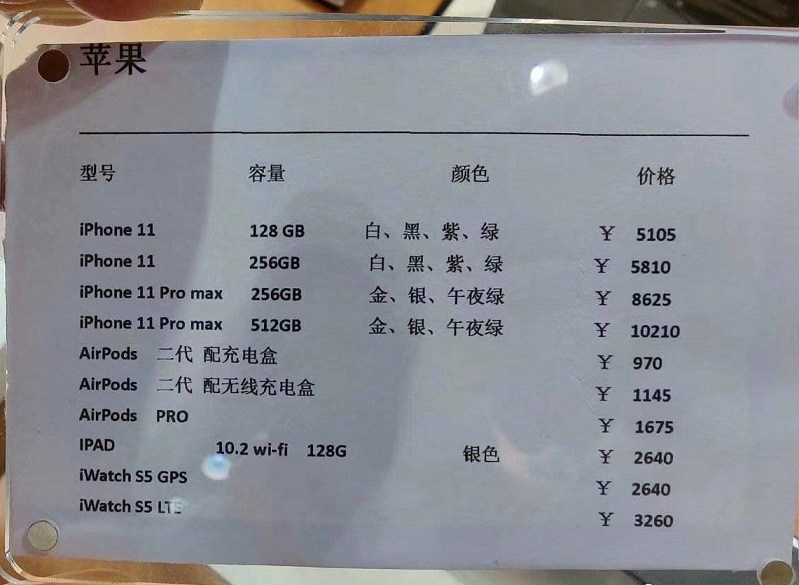 苹果
型号 容量 颜色 价格
iPhone 11 128 GB 白、黑、紫、绿 ¥ 5105
iPhone 11 256GB 白、黑、紫、绿 ¥ 5810
iPhone 11 Pro max 256GB 金、银、午夜绿 ¥ 8625
iPhone 11 Pro max 512GB 金、银、午夜绿 ¥ 10210
AirPods 二代 配充电盒 ¥ 970
AirPods 二代 配无线充电盒 ¥ 1145
AirPods PRO ¥ 1675
IPAD 10.2 wi-fi 128G 银色 ¥ 2640
iWatch S5 GPS ¥ 2640
iWatch S5 LTE ¥ 3260